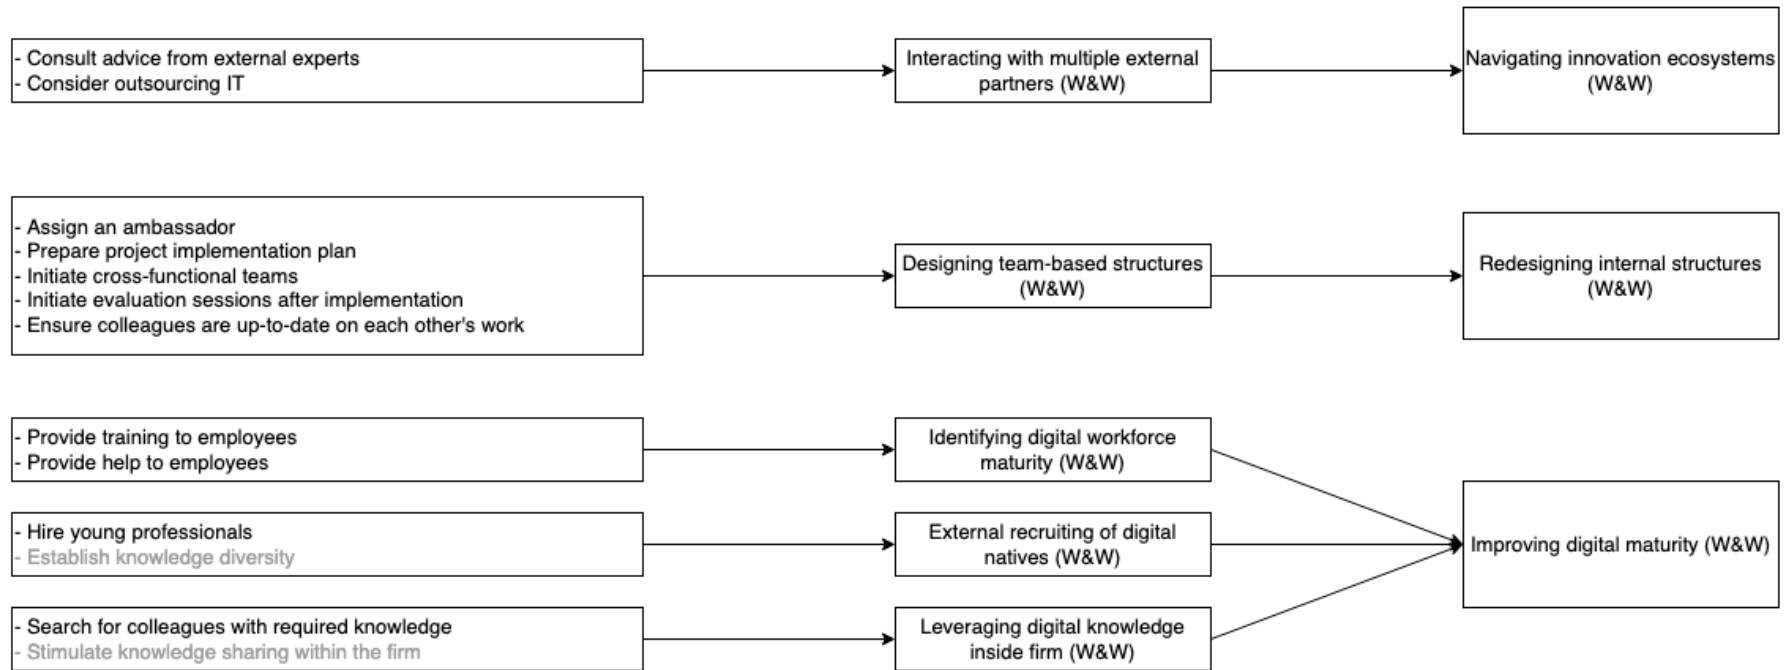 - Consult advice from external experts
- Consider outsourcing IT
Interacting with multiple external
partners (W&W)
Navigating innovation ecosystems
(W&W)
- Assign an ambassador
- Prepare project implementation plan
- Initiate cross-functional teams
- Initiate evaluation sessions after implementation
- Ensure colleagues are up-to-date on each other's work
Designing team-based structures
(W&W)
Redesigning internal structures
(W&W)
- Provide training to employees
- Provide help to employees
Identifying digital workforce
maturity (W&W)
- Hire young professionals
- Establish knowledge diversity
External recruiting of digital
natives (W&W)
Improving digital maturity (W&W)
- Search for colleagues with required knowledge
- Stimulate knowledge sharing within the firm
Leveraging digital knowledge
inside firm (W&W)